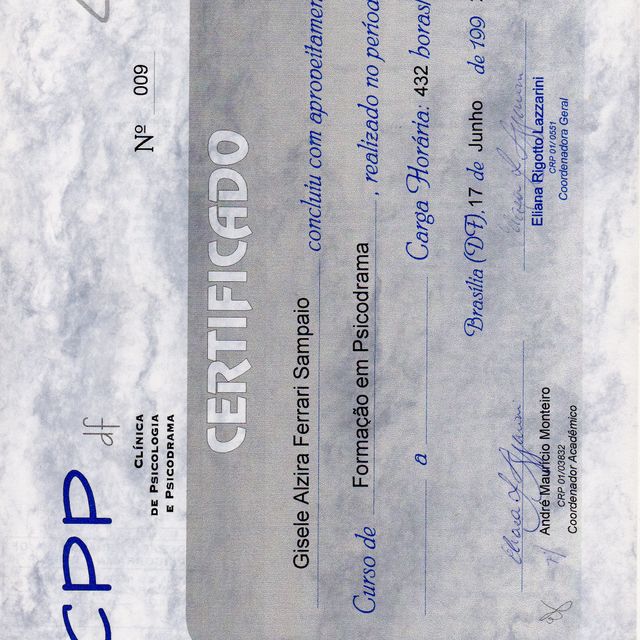 CPP
df
CLÍNICA
DE PSICOLOGIA
E PSICODRAMA
Nº 009
CERTIFICADO
Gisele Alzira Ferrari Sampaio concluiu com aproveitamen
Curso de Formação em Psicodrama, realizado no período
a Carga Horária: 432 horas
Brasília (DF), 17 de Junho de 199
André Maurício Monteiro
CRP 01/03632
Coordenador Acadêmico
Eliana Rigotto Lazzarini
CRP 01/0551
Coordenadora Geral